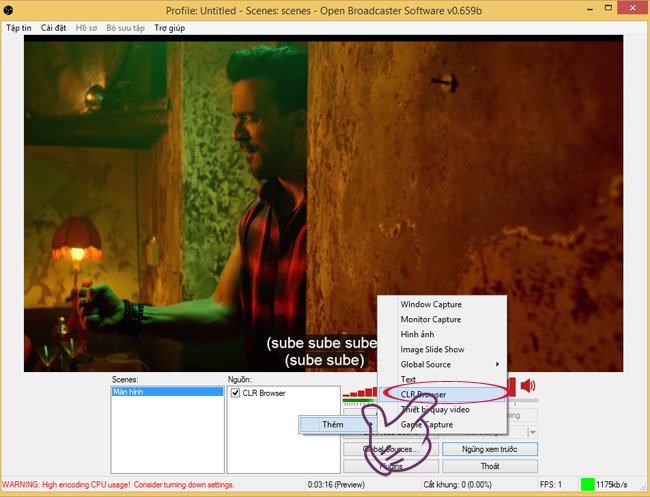 Profile: Untitled - Scenes: scenes - Open Broadcaster Software v0.659b
Tập tin Cài đặt Hồ sơ Bộ sưu tập Trợ giúp
(sube sube sube
(sube sube)
Window Capture
Monitor Capture
Hình ảnh
Image Slide Show
Global Source
Text
CLR Browser
Thiết bị quay video
Game Capture
Scenes:
Màn hình
Nguồn:
CLR Browser
Thêm
Global Sources...
Ngừng xem trước
Plugins
Thoát
WARNING: High encoding CPU usage! Consider turning down settings.
0:03:16 (Preview)
Cắt khung: 0 (0.00%)
FPS: 1
1175kb/s